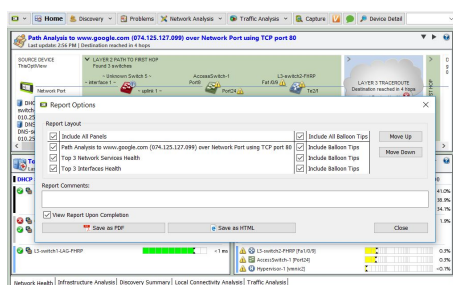 Home
Discovery
Problems
Network Analysis
Traffic Analysis
Capture
Device Detail
Path Analysis to www.google.com (074.125.127.099) over Network Port using TCP port 80
Last update: 2:56 PM | Destination reached in 4 hops
SOURCE DEVICE
TheOptiView
Network Port
LAYER 2 PATH TO FIRST HOP
Found 3 switches
~ Unknown Switch 5 ~
~ interface 1 ~
~ uplink 1 ~
AccessSwitch-1
Port9
Port24
L3-switch2-FHRP
Fa1/0/9
Te2/1
LAYER 3 TRACEROUTE
Destination reached in 4 hops
Report Options
Report Layout
Include All Panels
Include All Balloon Tips
Path Analysis to www.google.com (074.125.127.099) over Network Port using TCP port 80
Include Balloon Tips
Top 3 Network Services Health
Include Balloon Tips
Top 3 Interfaces Health
Include Balloon Tips
Move Up
Move Down
Report Comments:
View Report Upon Completion
Save as PDF
Save as HTML
Close
DHCP
41.0%
38.9%
34.1%
1.9%
L3-switch1-LAG-FHRP
<1 ms
L3-switch2-FHRP [Fa1/0/9]
0.3%
AccessSwitch-1 [Port24]
0.3%
Hypervisor-1 [vmnic2]
<0.1%
Network Health
Infrastructure Analysis
Discovery Summary
Local Connectivity Analysis
Traffic Analysis